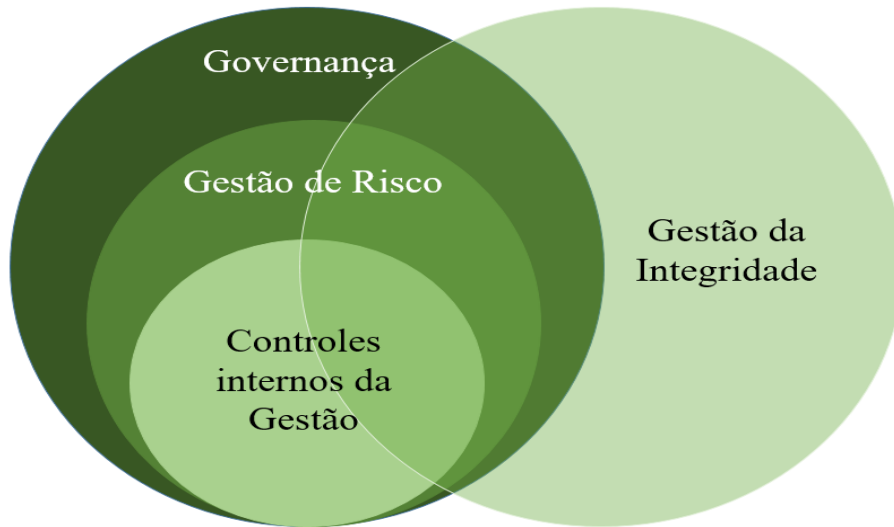 Governança
Gestão de Risco
Gestão da
Integridade
Controles
internos da
Gestão